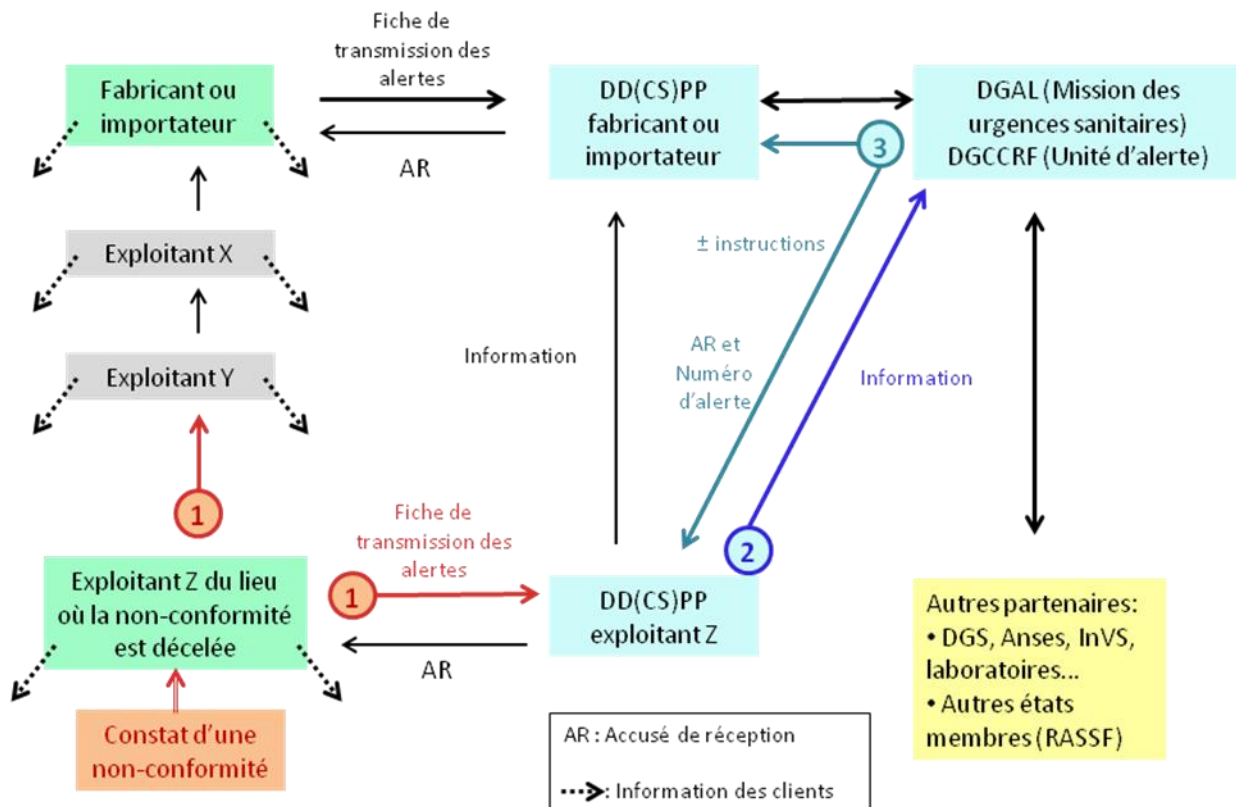 Fiche de
transmission des
alertes
Fabricant ou
importateur
AR
DD(CS)PP
fabricant ou
importateur
DGAL (Mission des
urgences sanitaires)
DGCCRF (Unité d'alerte)
3
Exploitant X
± instructions
Exploitant Y
Information
AR et
Numéro
d'alerte
Information
1
Fiche de
transmission des
alertes
1
2
Exploitant Z du lieu
où la non-conformité
est décelée
AR
DD(CS)PP
exploitant Z
Autres partenaires:
• DGS, Anses, InVS,
laboratoires...
• Autres états
membres (RASSF)
Constat d'une
non-conformité
AR : Accusé de réception
: Information des clients